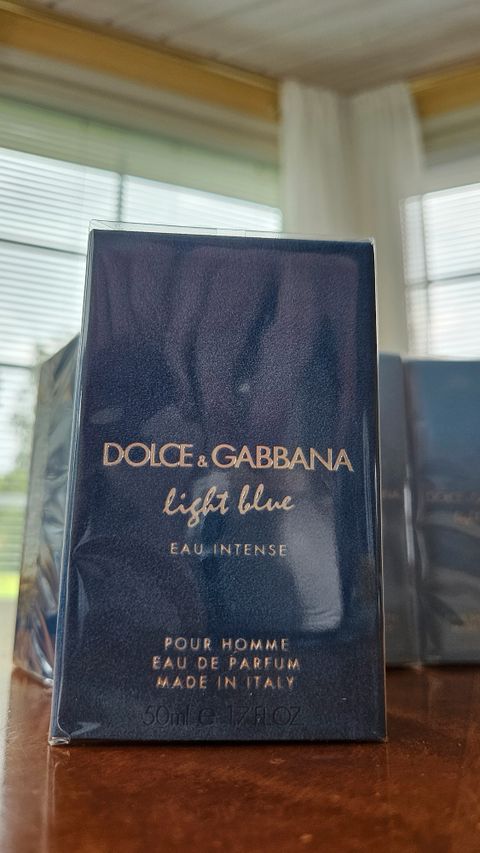 DOLCE & GABBANA
light blue
EAU INTENSE
POUR HOMME
EAU DE PARFUM
MADE IN ITALY
50ml e 1.7 FL.OZ